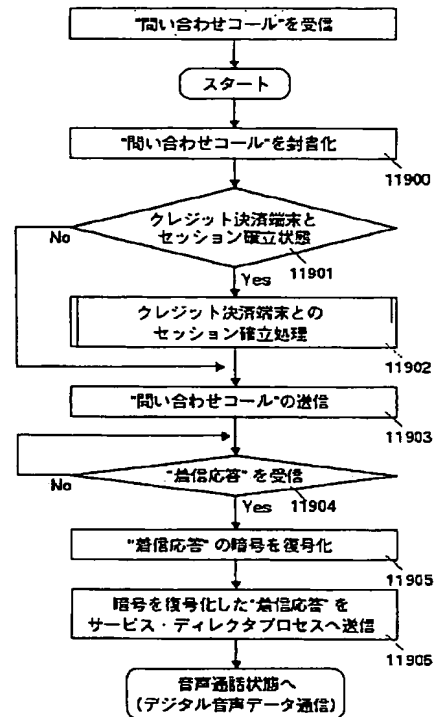 "問い合わせコール"を受信
スタート
"問い合わせコール"を封書化
11900
クレジット決済端末と
セッション確立状態
No
11901
Yes
クレジット決済端末との
セッション確立処理
11902
"問い合わせコール"の送信
11903
"着信応答"を受信
No
11904
Yes
"着信応答"の暗号を復号化
11905
暗号を復号化した"着信応答"を
サービス・ディレクタプロセスへ送信
11906
音声通話状態へ
(デジタル音声データ通信)